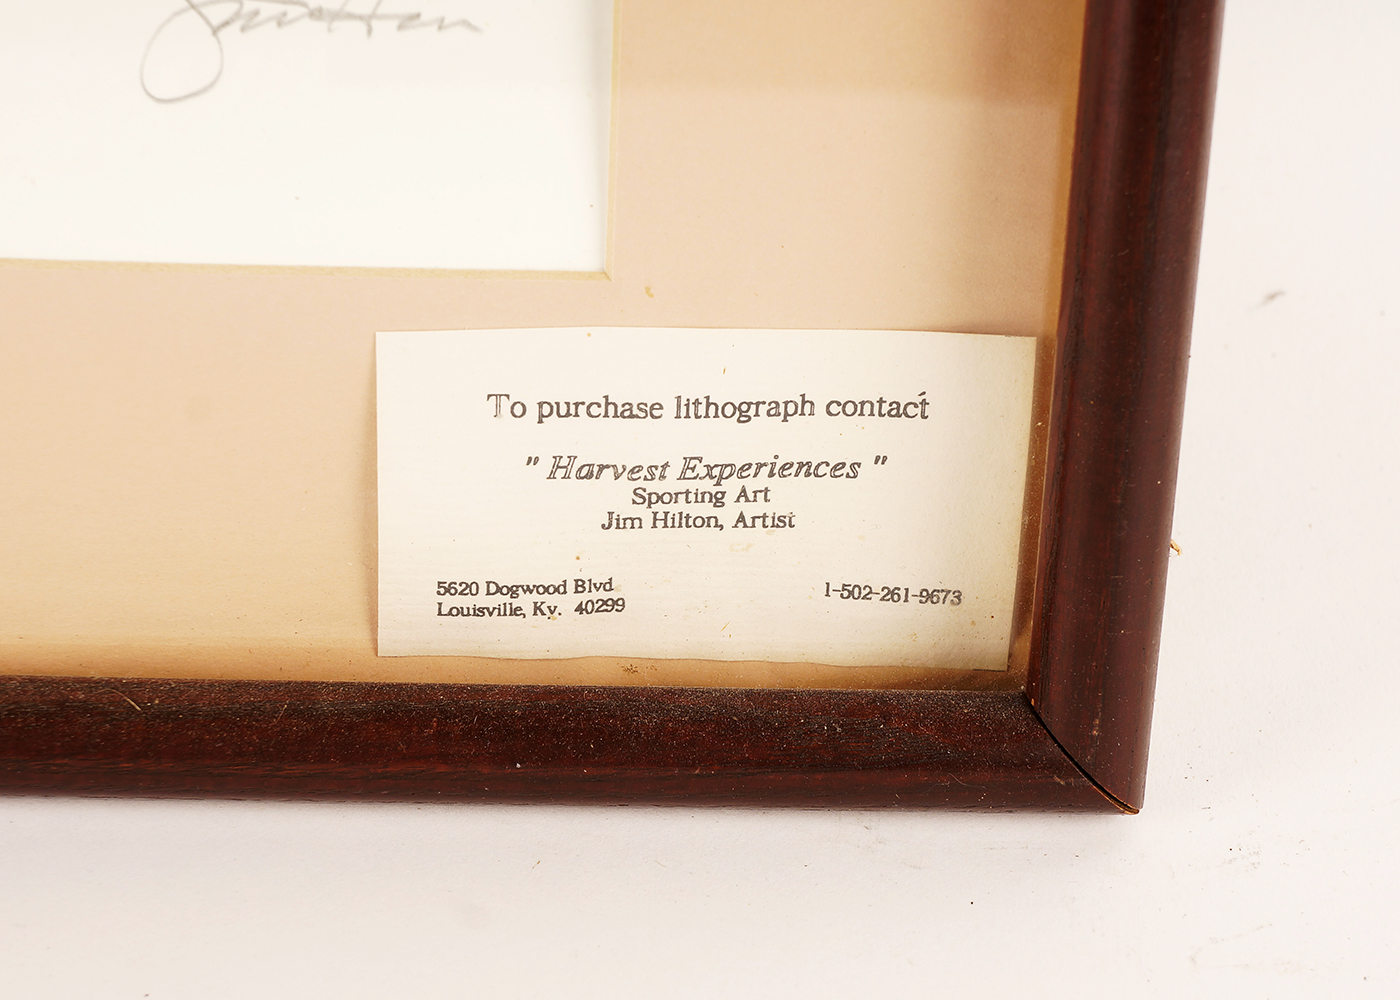 To purchase lithograph contact
" Harvest Experiences "
Sporting Art
Jim Hilton, Artist
5620 Dogwood Blvd
Louisville, Ky. 40299
1-502-261-9673